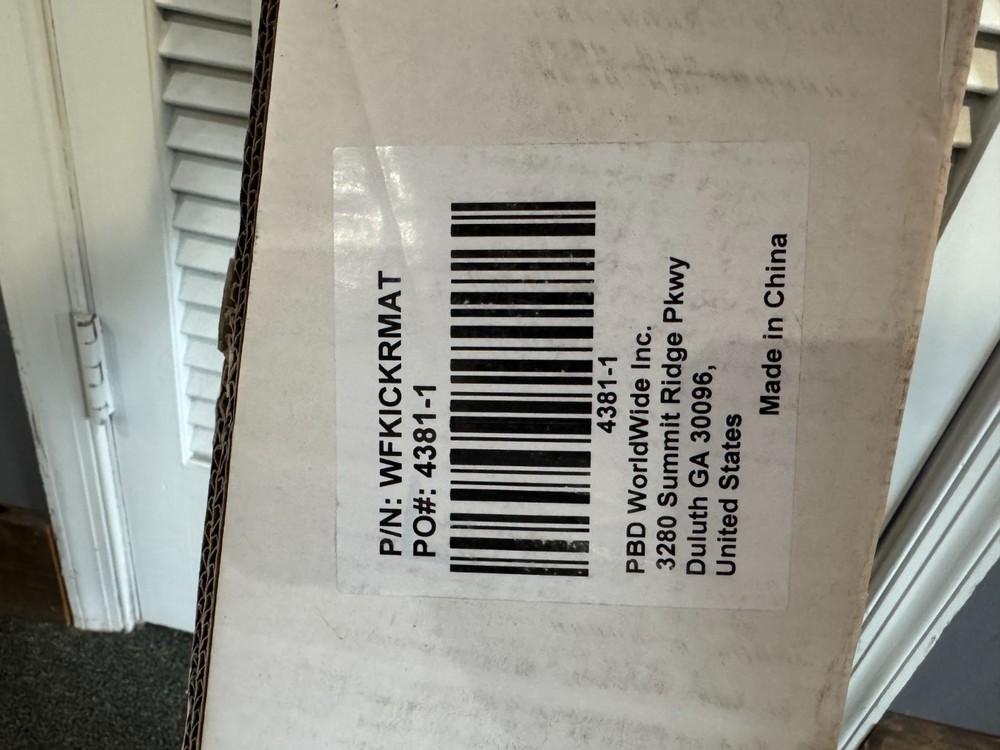 P/N: WFKICKRMAT
PO#: 4381-1
4381-1
PBD WorldWide Inc.
3280 Summit Ridge Pkwy
Duluth GA 30096,
United States
Made in China